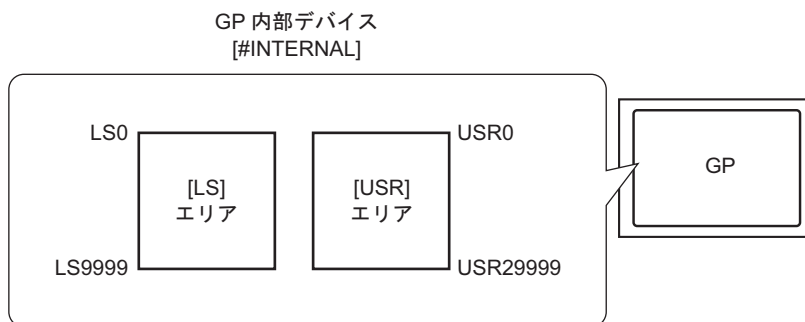 GP 内部デバイス
[#INTERNAL]
LS0
USR0
[LS]
エリア
[USR]
エリア
GP
LS9999
USR29999